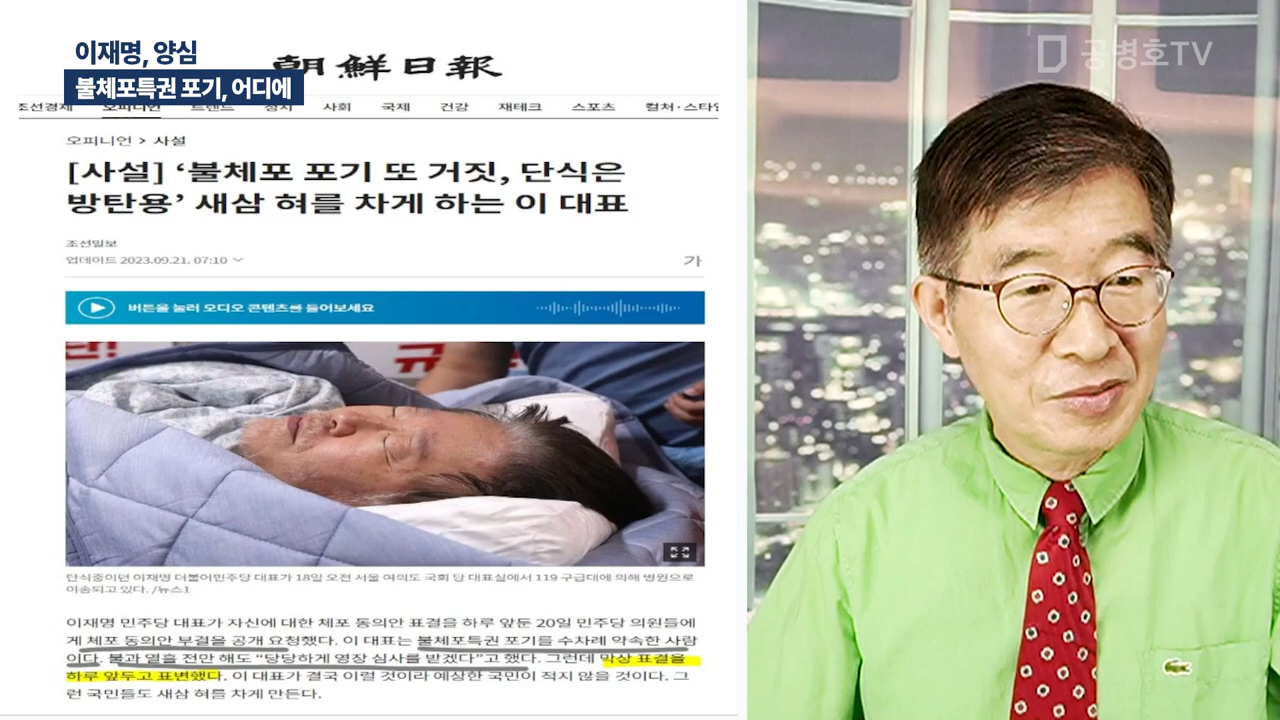 이재명, 양심
불체포특권 포기, 어디에
공병호TV
朝鮮日報
조선경제 오피니언 트렌드 정치 사회 국제 건강 재테크 스포츠 컬처·스타일
오피니언 > 사설
[사설] ‘불체포 포기 또 거짓, 단식은
방탄용’ 새삼 혀를 차게 하는 이 대표
조선일보
업데이트 2023.09.21. 07:10
가
버튼을 눌러 오디오 콘텐츠를 들어보세요
단식중이던 이재명 더불어민주당 대표가 18일 오전 서울 여의도 국회 당 대표실에서 119 구급대에 의해 병원으로
이송되고 있다. /뉴스1
이재명 민주당 대표가 자신에 대한 체포 동의안 표결을 하루 앞둔 20일 민주당 의원들에
게 체포 동의안 부결을 공개 요청했다. 이 대표는 불체포특권 포기를 수차례 약속한 사람
이다. 불과 열흘 전만 해도 “당당하게 영장 심사를 받겠다”고 했다. 그런데 막상 표결을
하루 앞두고 표변했다. 이 대표가 결국 이럴 것이라 예상한 국민이 적지 않을 것이다. 그
런 국민들도 새삼 혀를 차게 만든다.